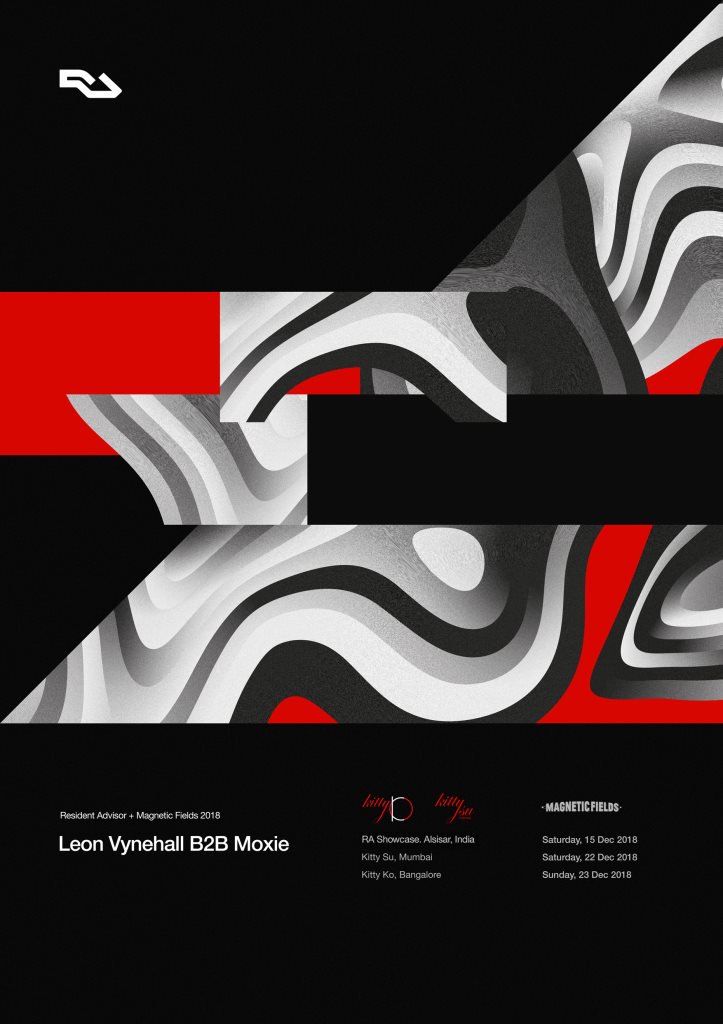 Resident Advisor + Magnetic Fields 2018
Leon Vynehall B2B Moxie
kitty
kitty su
RA Showcase. Alsisar, India
Kitty Su, Mumbai
Kitty Ko, Bangalore
·MAGNETIC FIELDS·
Saturday, 15 Dec 2018
Saturday, 22 Dec 2018
Sunday, 23 Dec 2018